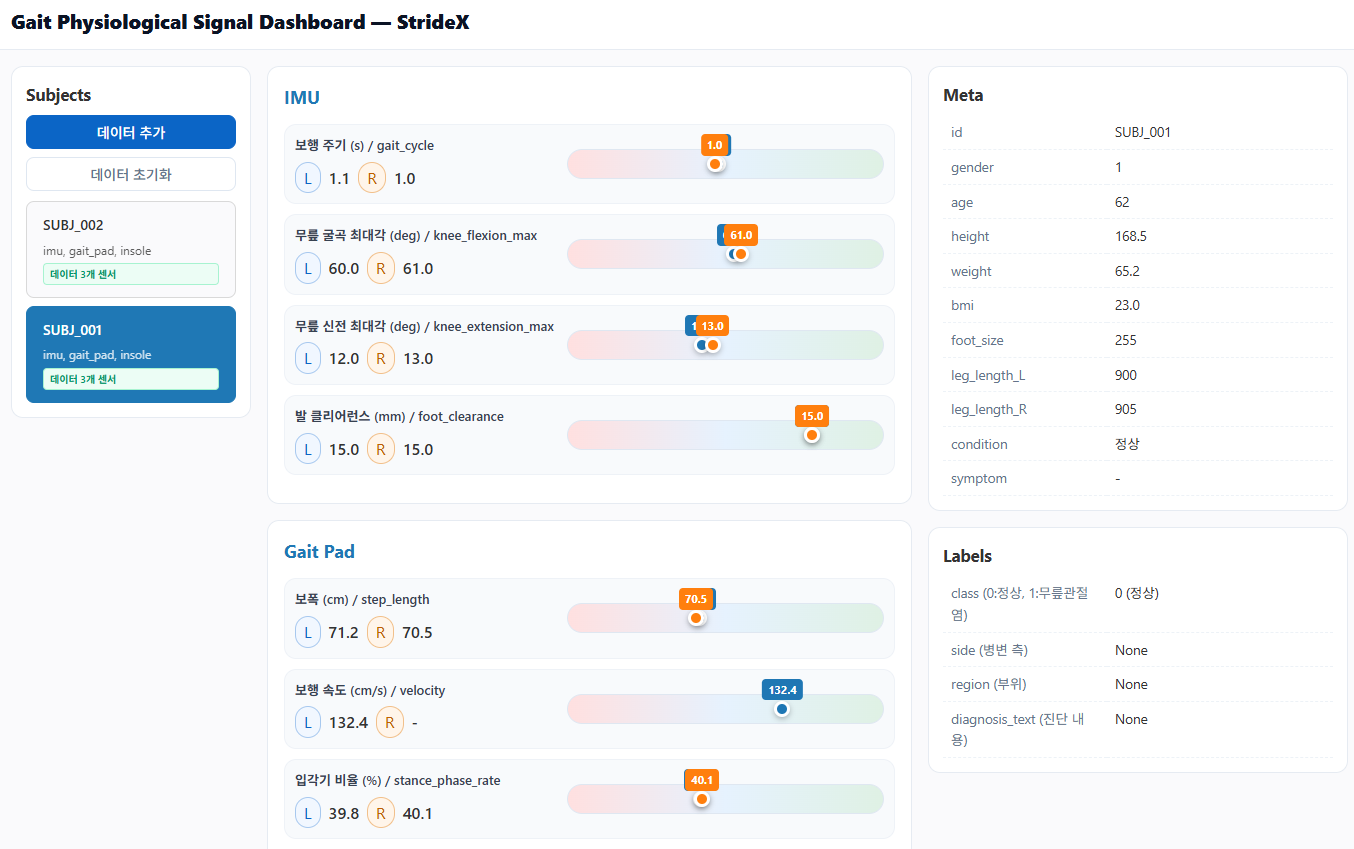 Gait Physiological Signal Dashboard — StrideX
Subjects
데이터 추가
데이터 초기화
SUBJ_002
imu, gait_pad, insole
데이터 3개 센서
SUBJ_001
imu, gait_pad, insole
데이터 3개 센서
IMU
보행 주기 (s) / gait_cycle
L 1.1 R 1.0
1.0
무릎 굴곡 최대각 (deg) / knee_flexion_max
L 60.0 R 61.0
61.0
무릎 신전 최대각 (deg) / knee_extension_max
L 12.0 R 13.0
13.0
발 클리어런스 (mm) / foot_clearance
L 15.0 R 15.0
15.0
Gait Pad
보폭 (cm) / step_length
L 71.2 R 70.5
70.5
보행 속도 (cm/s) / velocity
L 132.4 R -
132.4
입각기 비율 (%) / stance_phase_rate
L 39.8 R 40.1
40.1
Meta
id SUBJ_001
gender 1
age 62
height 168.5
weight 65.2
bmi 23.0
foot_size 255
leg_length_L 900
leg_length_R 905
condition 정상
symptom -
Labels
class (0:정상, 1:무릎관절 0 (정상)
염)
side (병변 측) None
region (부위) None
diagnosis_text (진단 내 None
용)